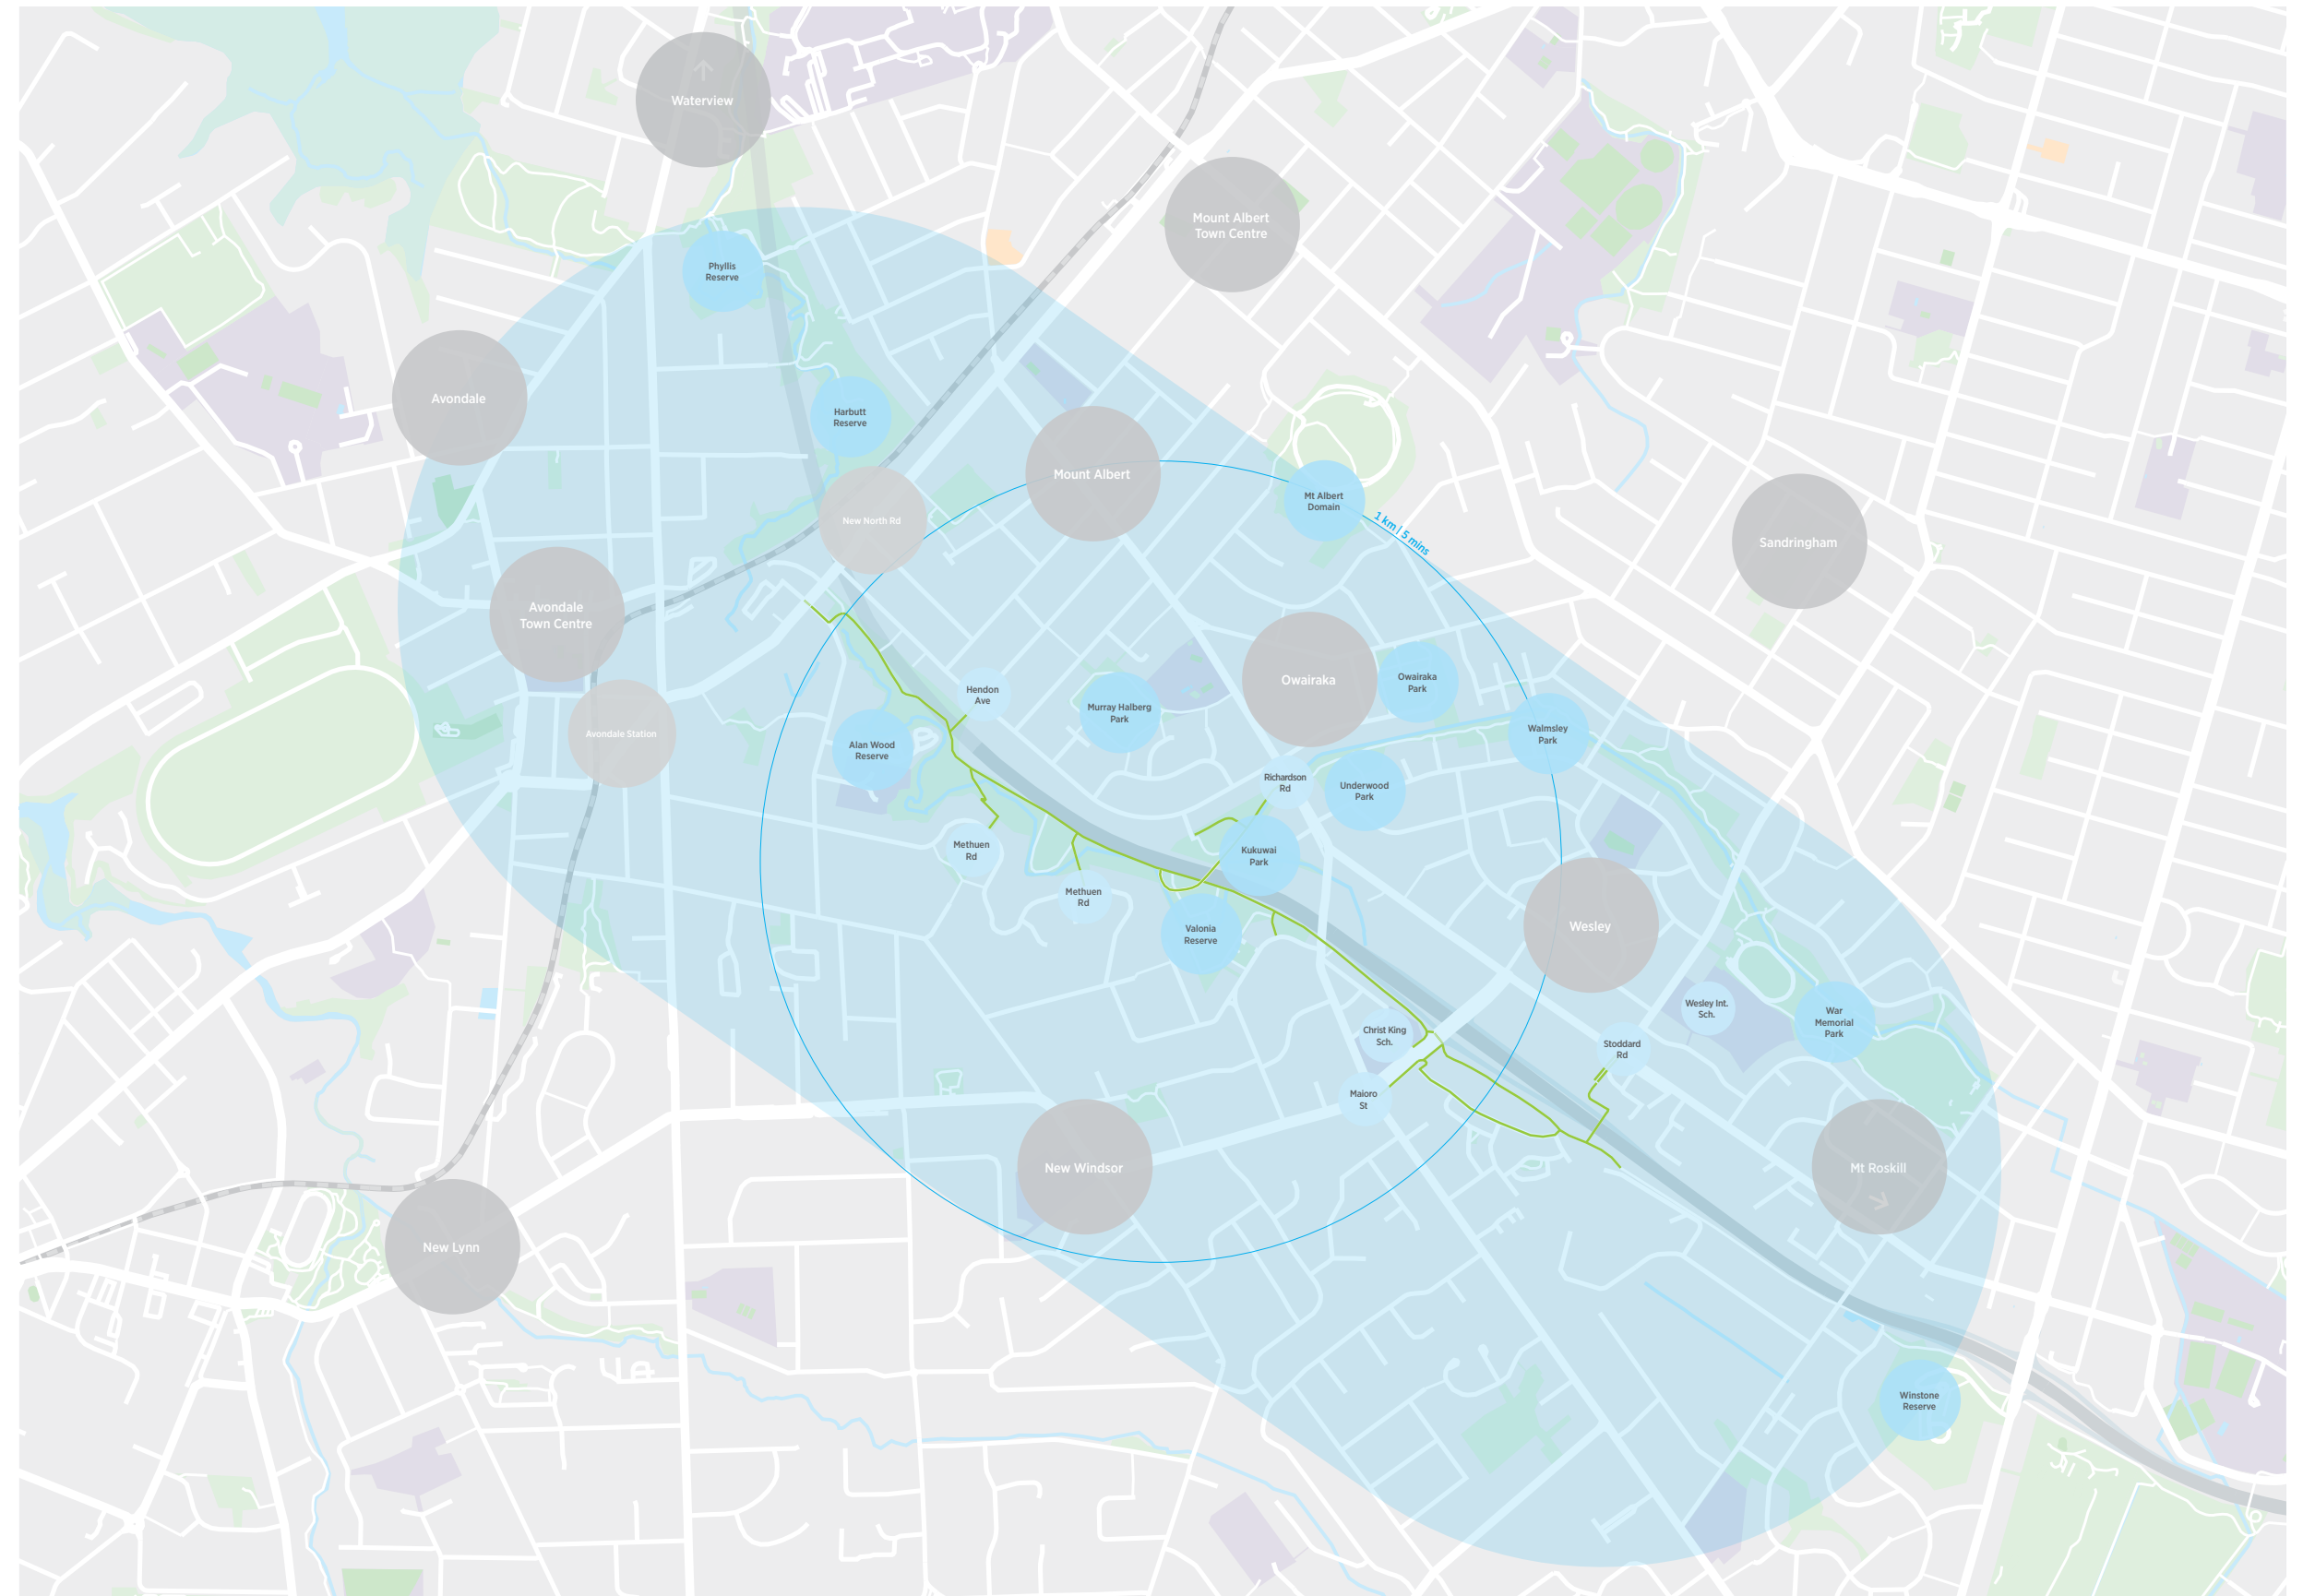 Waterview
Mount Albert
Town Centre
Phyllis
Reserve
Avondale
Harbutt
Reserve
Mount Albert
Mt Albert
Domain
1 km | 5 mins
New North Rd
Sandringham
Avondale
Town Centre
Hendon
Ave
Murray Halberg
Park
Owairaka
Owairaka
Park
Avondale Station
Alan Wood
Reserve
Walmsley
Park
Richardson
Rd
Underwood
Park
Methuen
Rd
Kukuwai
Park
Methuen
Rd
Valonia
Reserve
Wesley
Wesley Int.
Sch.
War
Memorial
Park
Christ King
Sch.
Stoddard
Rd
Maioro
St
New Windsor
Mt Roskill
New Lynn
Winstone
Reserve